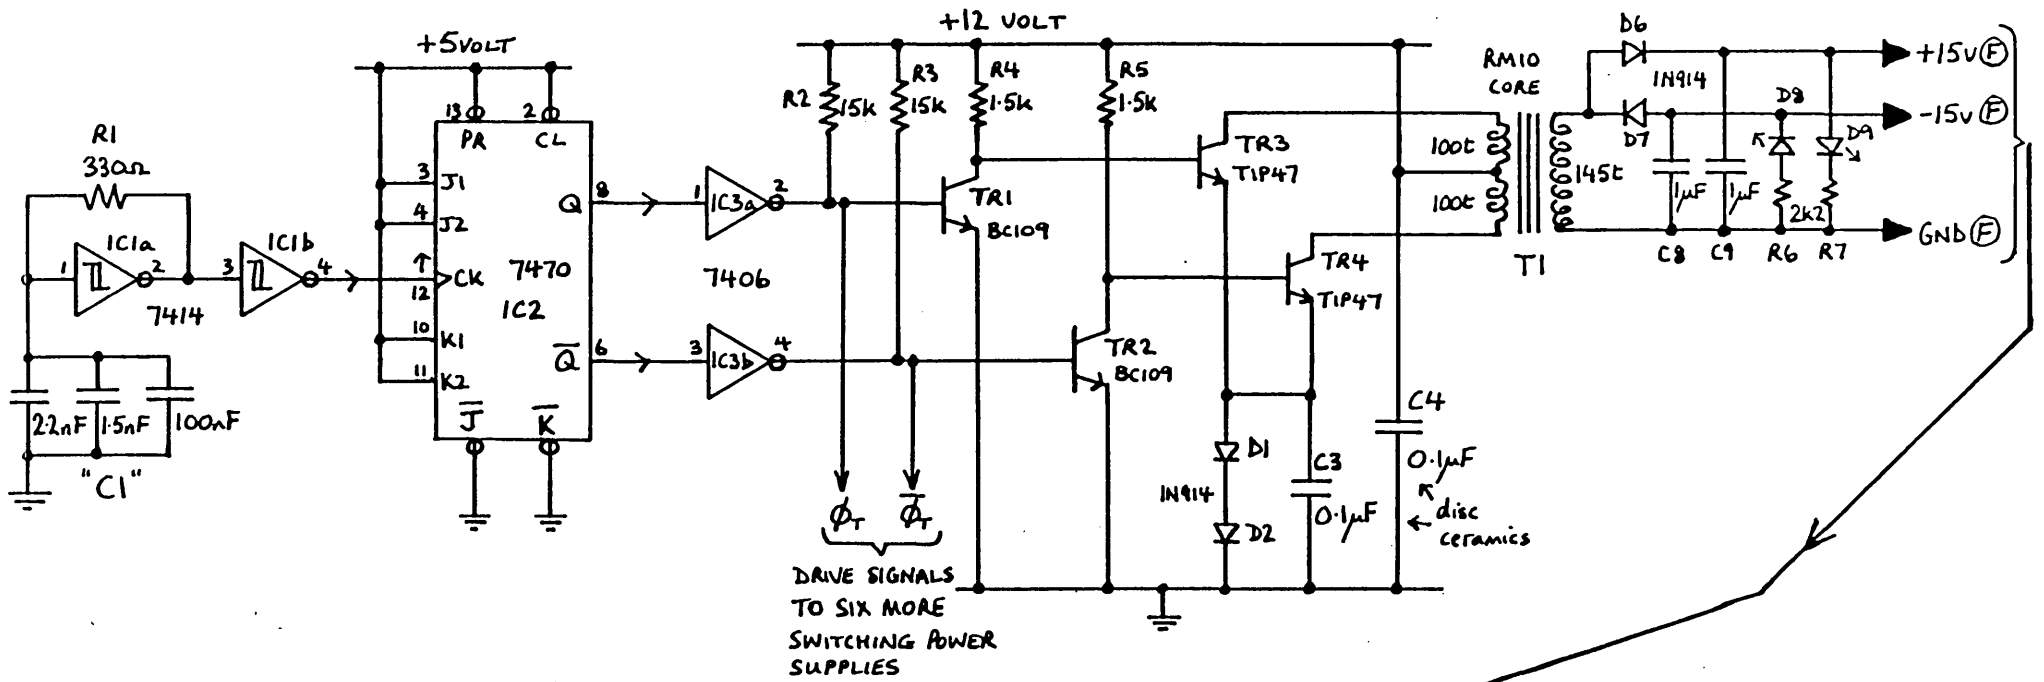 +5VOLT
R1
330Ω
1
IC1a
2
7414
3
IC1b
4
2.2nF
1.5nF
100nF
"C1"
13
PR
2
CL
3
J1
4
J2
↑
CK
12
10
K1
11
K2
J̅
K̅
7470
IC2
Q
8
Q̅
6
1
IC3a
2
7406
3
IC3b
4
+12 VOLT
R2
15k
R3
15k
R4
1.5k
R5
1.5k
TR1
BC109
TR2
BC109
TR3
TIP47
TR4
TIP47
ϕT
ϕ̅T
DRIVE SIGNALS
TO SIX MORE
SWITCHING POWER
SUPPLIES
D1
1N914
D2
C3
0.1µF
C4
0.1µF
disc
ceramics
RM10
CORE
100t
100t
145t
T1
D6
1N914
D7
D8
D9
1µF
1µF
2k2
C8
C9
R6
R7
+15v F
-15v F
GND F